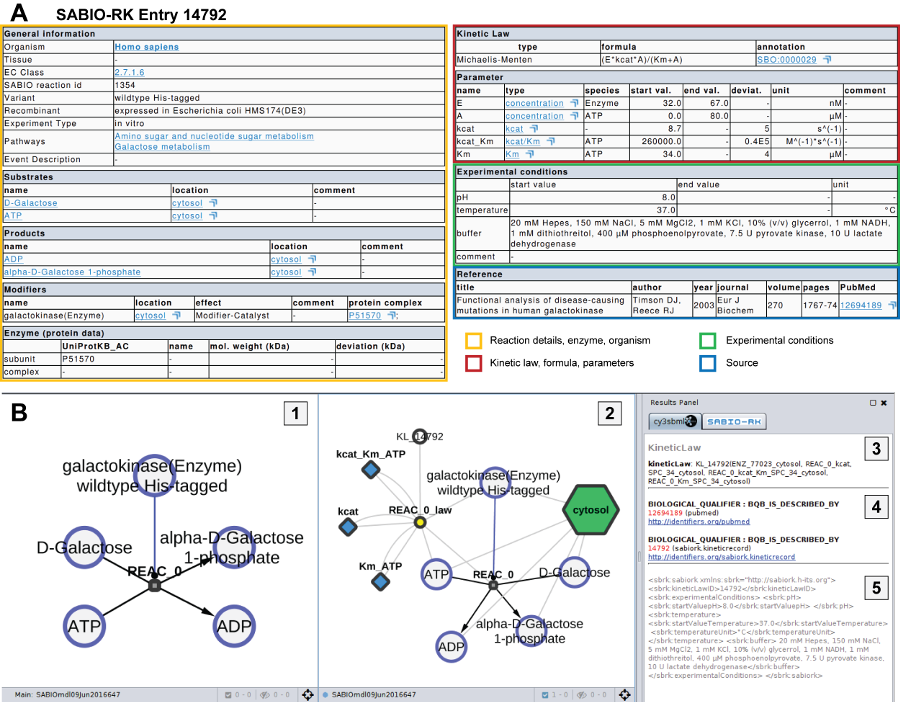 A SABIO-RK Entry 14792
General information
Organism Homo sapiens
Tissue -
EC Class 2.7.1.6
SABIO reaction id 1354
Variant wildtype His-tagged
Recombinant expressed in Escherichia coli HMS174(DE3)
Experiment Type in vitro
Pathways Amino sugar and nucleotide sugar metabolism
Galactose metabolism
Event Description -
Substrates
name location comment
D-Galactose cytosol -
ATP cytosol -
Products
name location comment
ADP cytosol -
alpha-D-Galactose 1-phosphate cytosol -
Modifiers
name location effect comment protein complex
galactokinase(Enzyme) cytosol Modifier-Catalyst - P51570 ;
Enzyme (protein data)
UniProtKB_AC name mol. weight (kDa) deviation (kDa)
subunit P51570 - - -
complex - - - -
Kinetic Law
type formula annotation
Michaelis-Menten (E*kcat*A)/(Km+A) SBO:0000029
Parameter
name type species start val. end val. deviat. unit comment
E concentration Enzyme 32.0 67.0 - nM -
A concentration ATP 0.0 80.0 - µM -
kcat kcat - 8.7 - 5 s^(-1) -
kcat_Km kcat/Km ATP 260000.0 - 0.4E5 M^(-1)*s^(-1) -
Km Km ATP 34.0 - 4 µM -
Experimental conditions
start value end value unit
pH 8.0 - -
temperature 37.0 - °C
buffer 20 mM Hepes, 150 mM NaCl, 5 mM MgCl2, 1 mM KCl, 10% (v/v) glycerrol, 1 mM NADH,
1 mM dithiothreitol, 400 µM phosphoenolpyruvate, 7.5 U pyruvate kinase, 10 U lactate
dehydrogenase
comment -
Reference
title author year journal volume pages PubMed
Functional analysis of disease-causing
mutations in human galactokinase Timson DJ,
Reece RJ 2003 Eur J
Biochem 270 1767-74 12694189
Reaction details, enzyme, organism
Kinetic law, formula, parameters
Experimental conditions
Source
B
1
galactokinase(Enzyme)
wildtype His-tagged
D-Galactose
alpha-D-Galactose
1-phosphate
REAC_0
ATP
ADP
Main: SABIOmdl09Jun2016647
0 - 0
0 - 0
2
KL_14792
kcat_Km_ATP
galactokinase(Enzyme)
wildtype His-tagged
kcat
REAC_0_law
cytosol
Km_ATP
ATP
REAC_0
D-Galactose
alpha-D-Galactose
1-phosphate
ADP
SABIOmdl09Jun2016647
1 - 0
0 - 0
Results Panel
cy3sbml
SABIO-RK
3
KineticLaw
kineticLaw: KL_14792(ENZ_77023_cytosol, REAC_0_kcat,
SPC_34_cytosol, REAC_0_kcat_Km_SPC_34_cytosol,
REAC_0_Km_SPC_34_cytosol)
4
BIOLOGICAL_QUALIFIER : BQB_IS_DESCRIBED_BY
12694189 (pubmed)
http://identifiers.org/pubmed
BIOLOGICAL_QUALIFIER : BQB_IS_DESCRIBED_BY
14792 (sabiork.kineticrecord)
http://identifiers.org/sabiork.kineticrecord
5
<sbrk:sabiork xmlns:sbrk="http://sabiork.h-its.org">
<sbrk:kineticLawID>14792</sbrk:kineticLawID>
<sbrk:experimentalConditions> <sbrk:pH>
<sbrk:startValuepH>8.0</sbrk:startValuepH> </sbrk:pH>
<sbrk:temperature>
<sbrk:startValueTemperature>37.0</sbrk:startValueTemperature>
<sbrk:temperatureUnit>°C</sbrk:temperatureUnit>
</sbrk:temperature> <sbrk:buffer> 20 mM Hepes, 150 mM NaCl,
5 mM MgCl2, 1 mM KCl, 10% (v/v) glycerrol, 1 mM NADH, 1 mM
dithiothreitol, 400 µM phosphoenolpyruvate, 7.5 U pyruvate kinase,
10 U lactate dehydrogenase</sbrk:buffer>
</sbrk:experimentalConditions> </sbrk:sabiork>